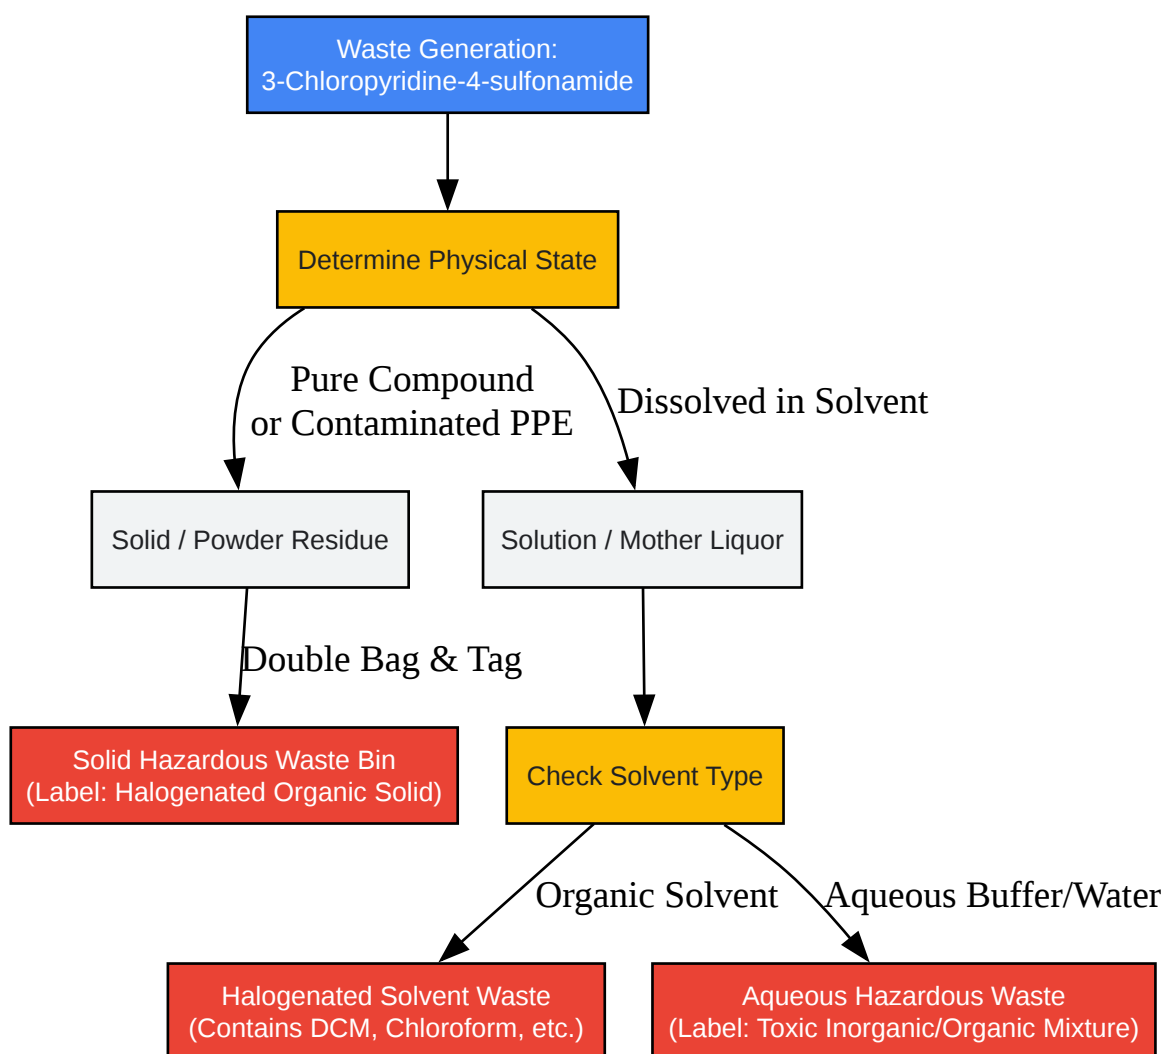 Waste Generation:
3-Chloropyridine-4-sulfonamide
Determine Physical State
Pure Compound
or Contaminated PPE
Dissolved in Solvent
Solid / Powder Residue
Solution / Mother Liquor
Double Bag & Tag
Solid Hazardous Waste Bin
(Label: Halogenated Organic Solid)
Check Solvent Type
Organic Solvent
Aqueous Buffer/Water
Halogenated Solvent Waste
(Contains DCM, Chloroform, etc.)
Aqueous Hazardous Waste
(Label: Toxic Inorganic/Organic Mixture)